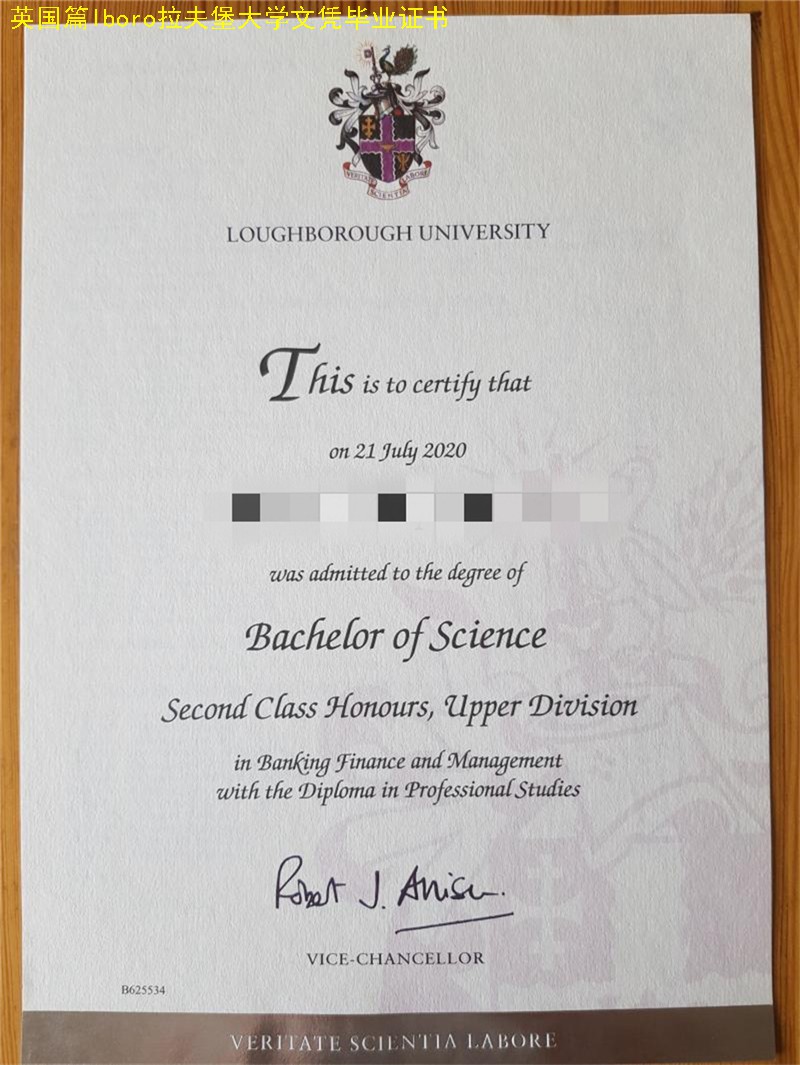 英国篇lboro拉夫堡大学文凭毕业证书
VERITATE SCIENTIA LABORE
LOUGHBOROUGH UNIVERSITY
This is to certify that
on 21 July 2020
was admitted to the degree of
Bachelor of Science
Second Class Honours, Upper Division
in Banking Finance and Management
with the Diploma in Professional Studies
Robert J. Allison
VICE-CHANCELLOR
B625534
VERITATE SCIENTIA LABORE